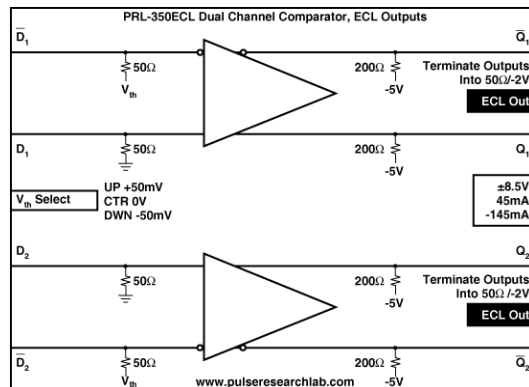 PRL-350ECL Dual Channel Comparator, ECL Outputs
D̅1 Q̅1
50Ω 200Ω Terminate Outputs
Vth -5V Into 50Ω/-2V
ECL Out
D1 50Ω 200Ω Q1
-5V
Vth Select UP +50mV ±8.5V
CTR 0V 45mA
DWN -50mV -145mA
D2 Q2
50Ω 200Ω Terminate Outputs
-5V Into 50Ω/-2V
ECL Out
D̅2 50Ω 200Ω Q̅2
Vth www.pulseresearchlab.com -5V